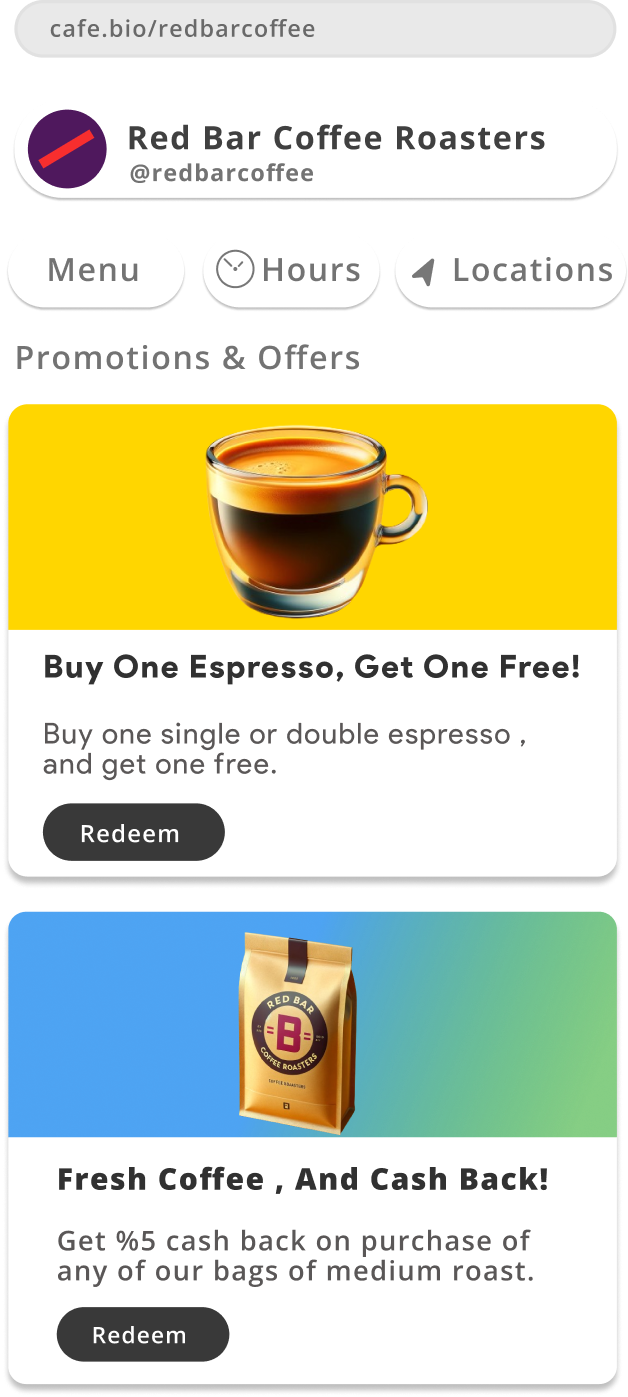 cafe.bio/redbarcoffee
Red Bar Coffee Roasters
@redbarcoffee
Menu
Hours
Locations
Promotions & Offers
Buy One Espresso, Get One Free!
Buy one single or double espresso ,
and get one free.
Redeem
RED BAR
B
COFFEE ROASTERS
COFFEE ROASTERS
Fresh Coffee , And Cash Back!
Get %5 cash back on purchase of
any of our bags of medium roast.
Redeem